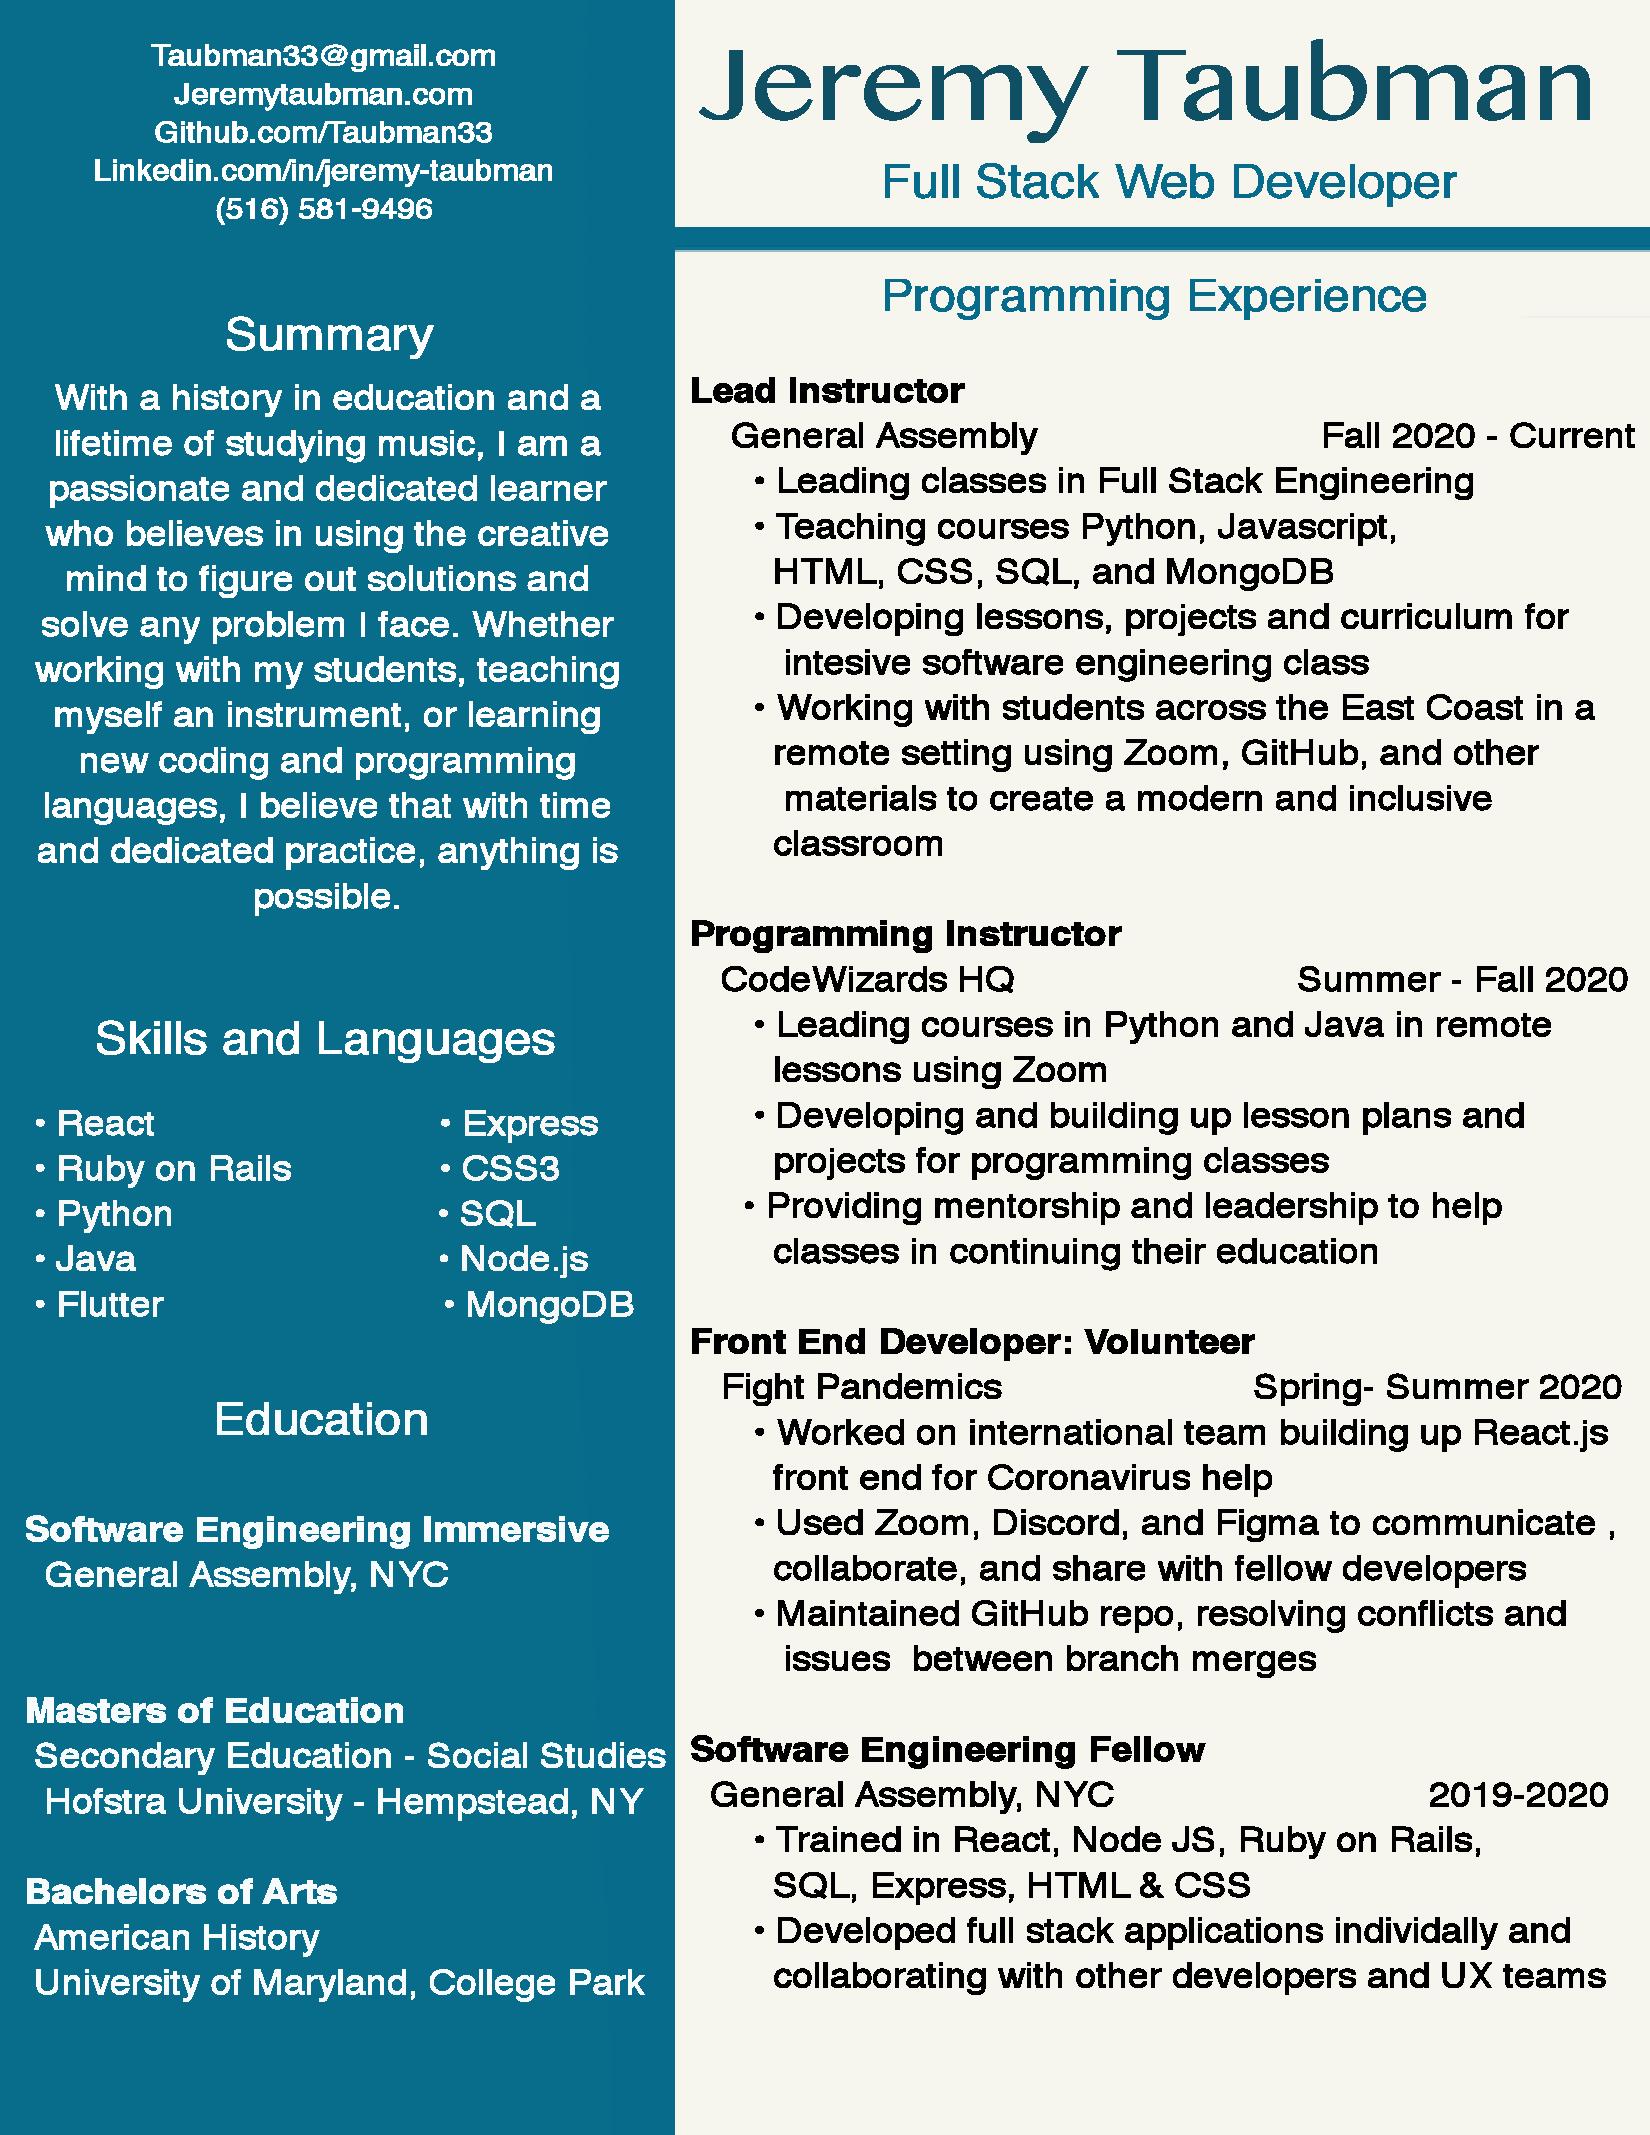 Taubman33@gmail.com
Jeremytaubman.com
Github.com/Taubman33
Linkedin.com/in/jeremy-taubman
(516) 581-9496
Summary
With a history in education and a
lifetime of studying music, I am a
passionate and dedicated learner
who believes in using the creative
mind to figure out solutions and
solve any problem I face. Whether
working with my students, teaching
myself an instrument, or learning
new coding and programming
languages, I believe that with time
and dedicated practice, anything is
possible.
Skills and Languages
• React
• Ruby on Rails
• Python
• Java
• Flutter
• Express
• CSS3
• SQL
• Node.js
• MongoDB
Education
Software Engineering Immersive
General Assembly, NYC
Masters of Education
Secondary Education - Social Studies
Hofstra University - Hempstead, NY
Bachelors of Arts
American History
University of Maryland, College Park
Jeremy Taubman
Full Stack Web Developer
Programming Experience
Lead Instructor
General Assembly Fall 2020 - Current
• Leading classes in Full Stack Engineering
• Teaching courses Python, Javascript,
HTML, CSS, SQL, and MongoDB
• Developing lessons, projects and curriculum for
intesive software engineering class
• Working with students across the East Coast in a
remote setting using Zoom, GitHub, and other
materials to create a modern and inclusive
classroom
Programming Instructor
CodeWizards HQ Summer - Fall 2020
• Leading courses in Python and Java in remote
lessons using Zoom
• Developing and building up lesson plans and
projects for programming classes
• Providing mentorship and leadership to help
classes in continuing their education
Front End Developer: Volunteer
Fight Pandemics Spring- Summer 2020
• Worked on international team building up React.js
front end for Coronavirus help
• Used Zoom, Discord, and Figma to communicate ,
collaborate, and share with fellow developers
• Maintained GitHub repo, resolving conflicts and
issues  between branch merges
Software Engineering Fellow
General Assembly, NYC 2019-2020
• Trained in React, Node JS, Ruby on Rails,
SQL, Express, HTML & CSS
• Developed full stack applications individally and
collaborating with other developers and UX teams